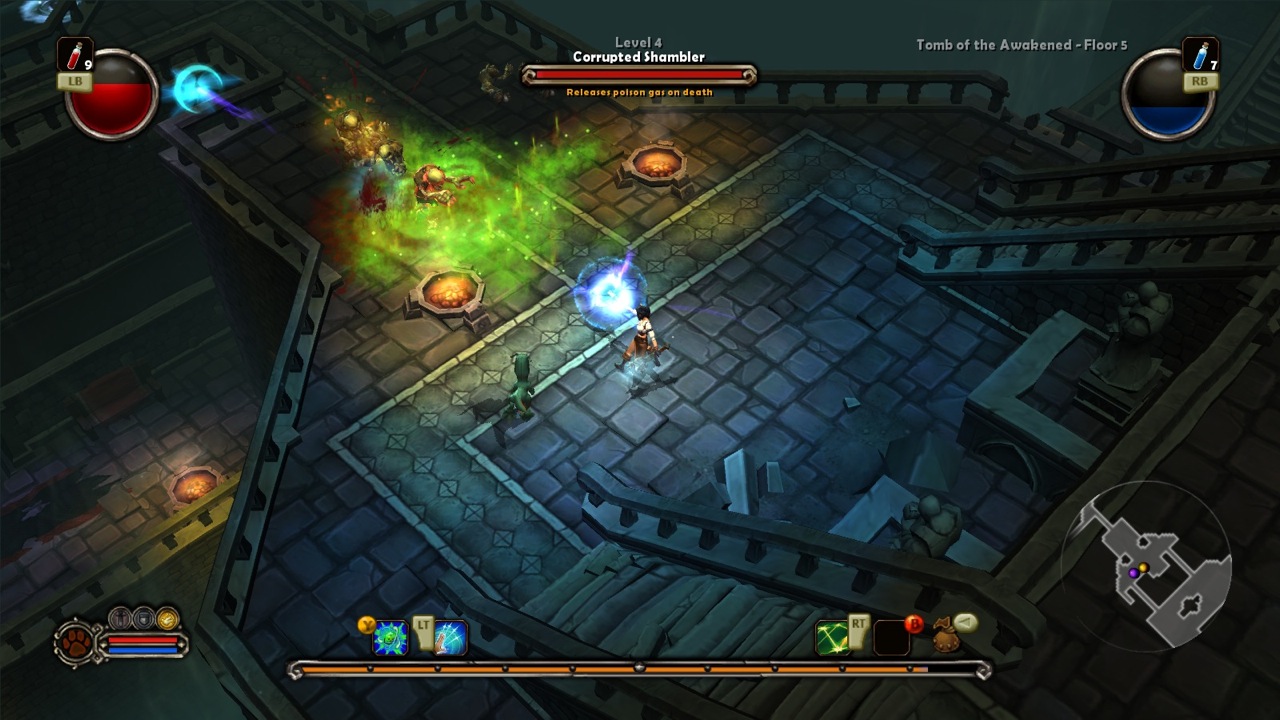 Level 4
Corrupted Shambler
Releases poison gas on death
Tomb of the Awakened - Floor 5
9
LB
7
RB
Y
LT
RT
B